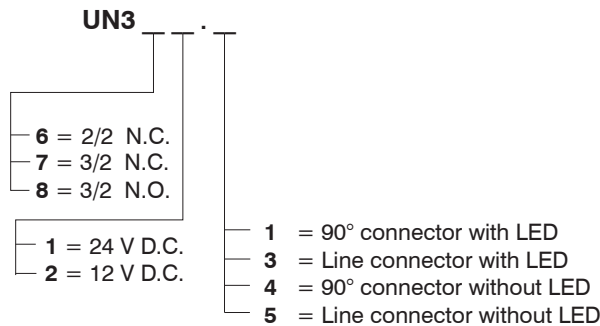 UN3 _ _ . _
6 = 2/2 N.C.
7 = 3/2 N.C.
8 = 3/2 N.O.
1 = 24 V D.C.
2 = 12 V D.C.
1 = 90° connector with LED
3 = Line connector with LED
4 = 90° connector without LED
5 = Line connector without LED